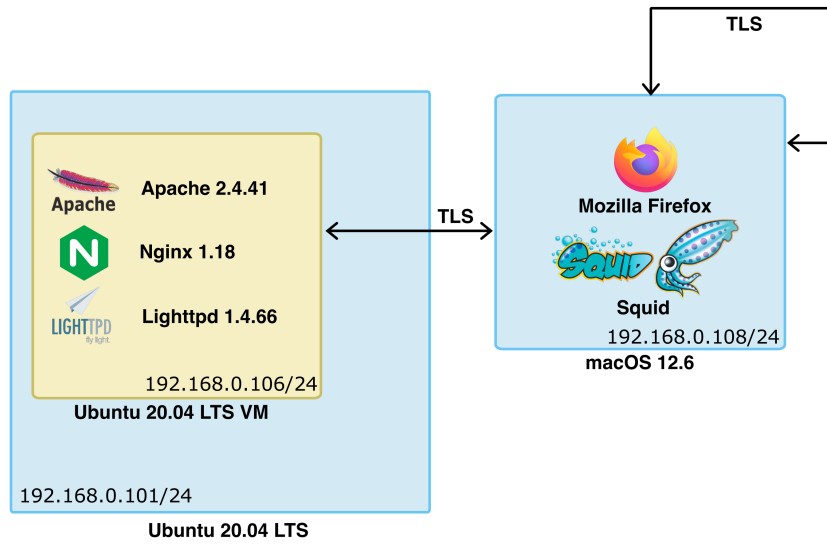 TLS
Apache
Apache 2.4.41
N
Nginx 1.18
LIGHTTPD
fly light.
Lighttpd 1.4.66
192.168.0.106/24
Ubuntu 20.04 LTS VM
192.168.0.101/24
Ubuntu 20.04 LTS
TLS
Mozilla Firefox
SQUID
Squid
192.168.0.108/24
macOS 12.6